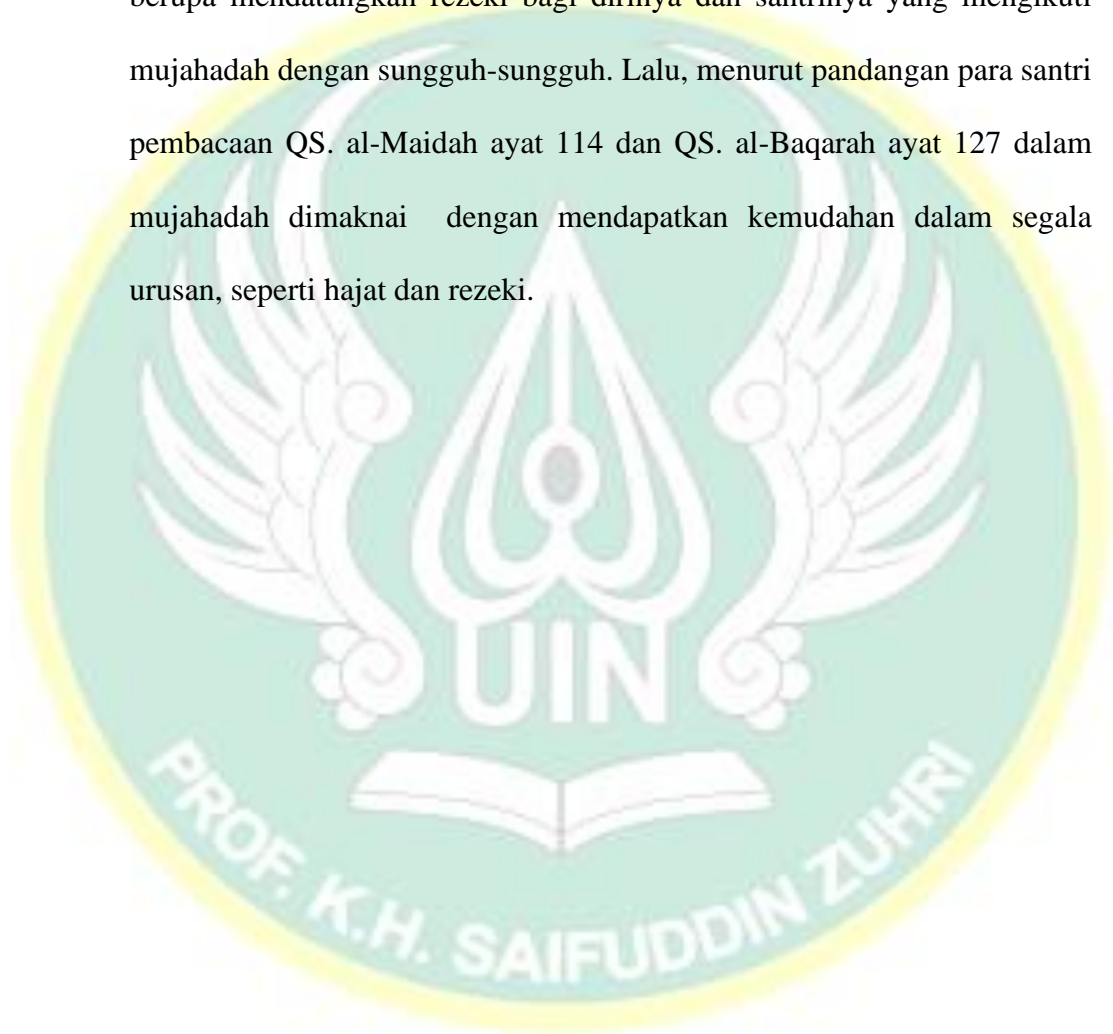 berupa mendatangkan rezeki bagi dirinya dan santrinya yang mengikuti
mujahadah dengan sungguh-sungguh. Lalu, menurut pandangan para santri
pembacaan QS. al-Maidah ayat 114 dan QS. al-Baqarah ayat 127 dalam
mujahadah dimaknai dengan mendapatkan kemudahan dalam segala
urusan, seperti hajat dan rezeki.
UIN
PROF. K.H. SAIFUDDIN ZUHRI